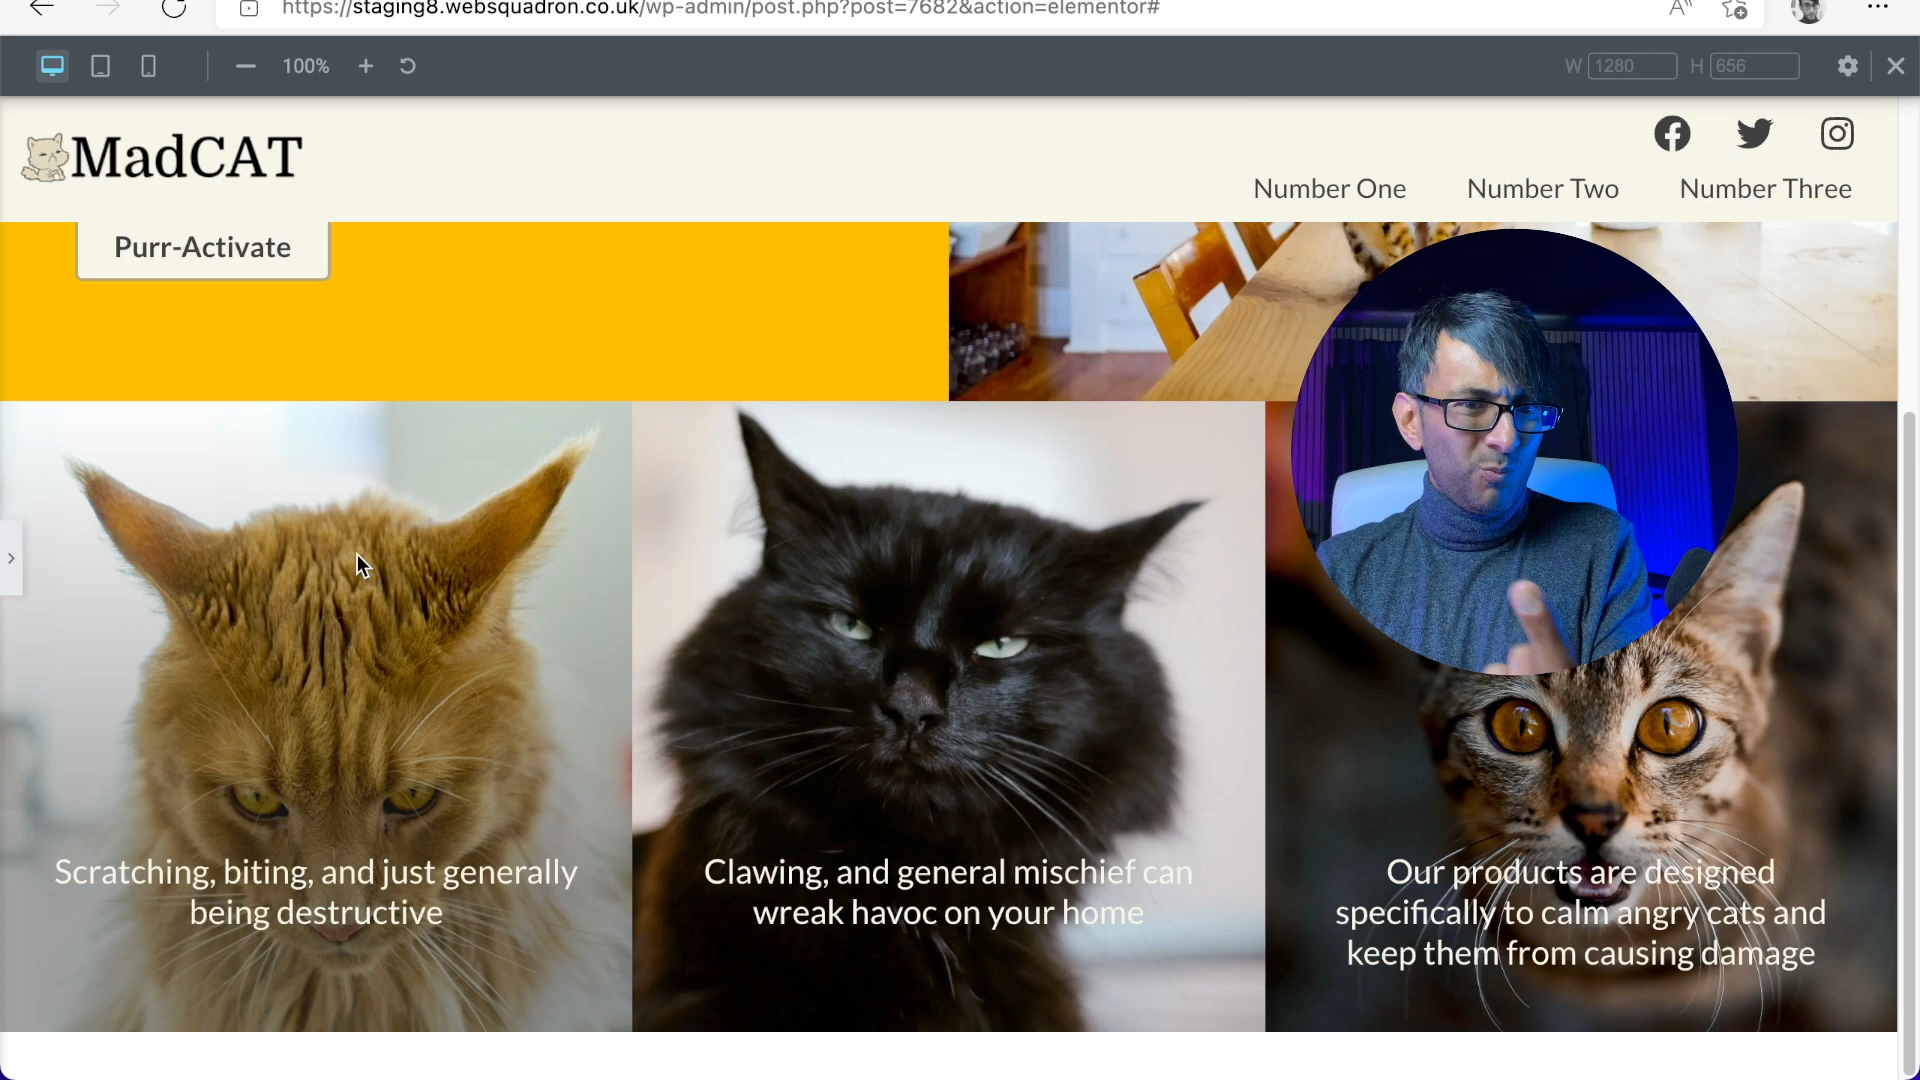 https://staging8.websquadron.co.uk/wp-admin/post.php?post=7682&action=elementor#
100%
W 1280 H 656
MadCAT
Number One Number Two Number Three
Purr-Activate
Scratching, biting, and just generally
being destructive
Clawing, and general mischief can
wreak havoc on your home
Our products are designed
specifically to calm angry cats and
keep them from causing damage